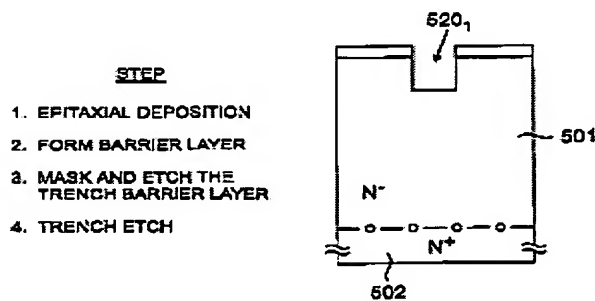 STEP
1. EPITAXIAL DEPOSITION
2. FORM BARRIER LAYER
3. MASK AND ETCH THE
TRENCH BARRIER LAYER
4. TRENCH ETCH
520₁
501
N⁻
N⁺
502